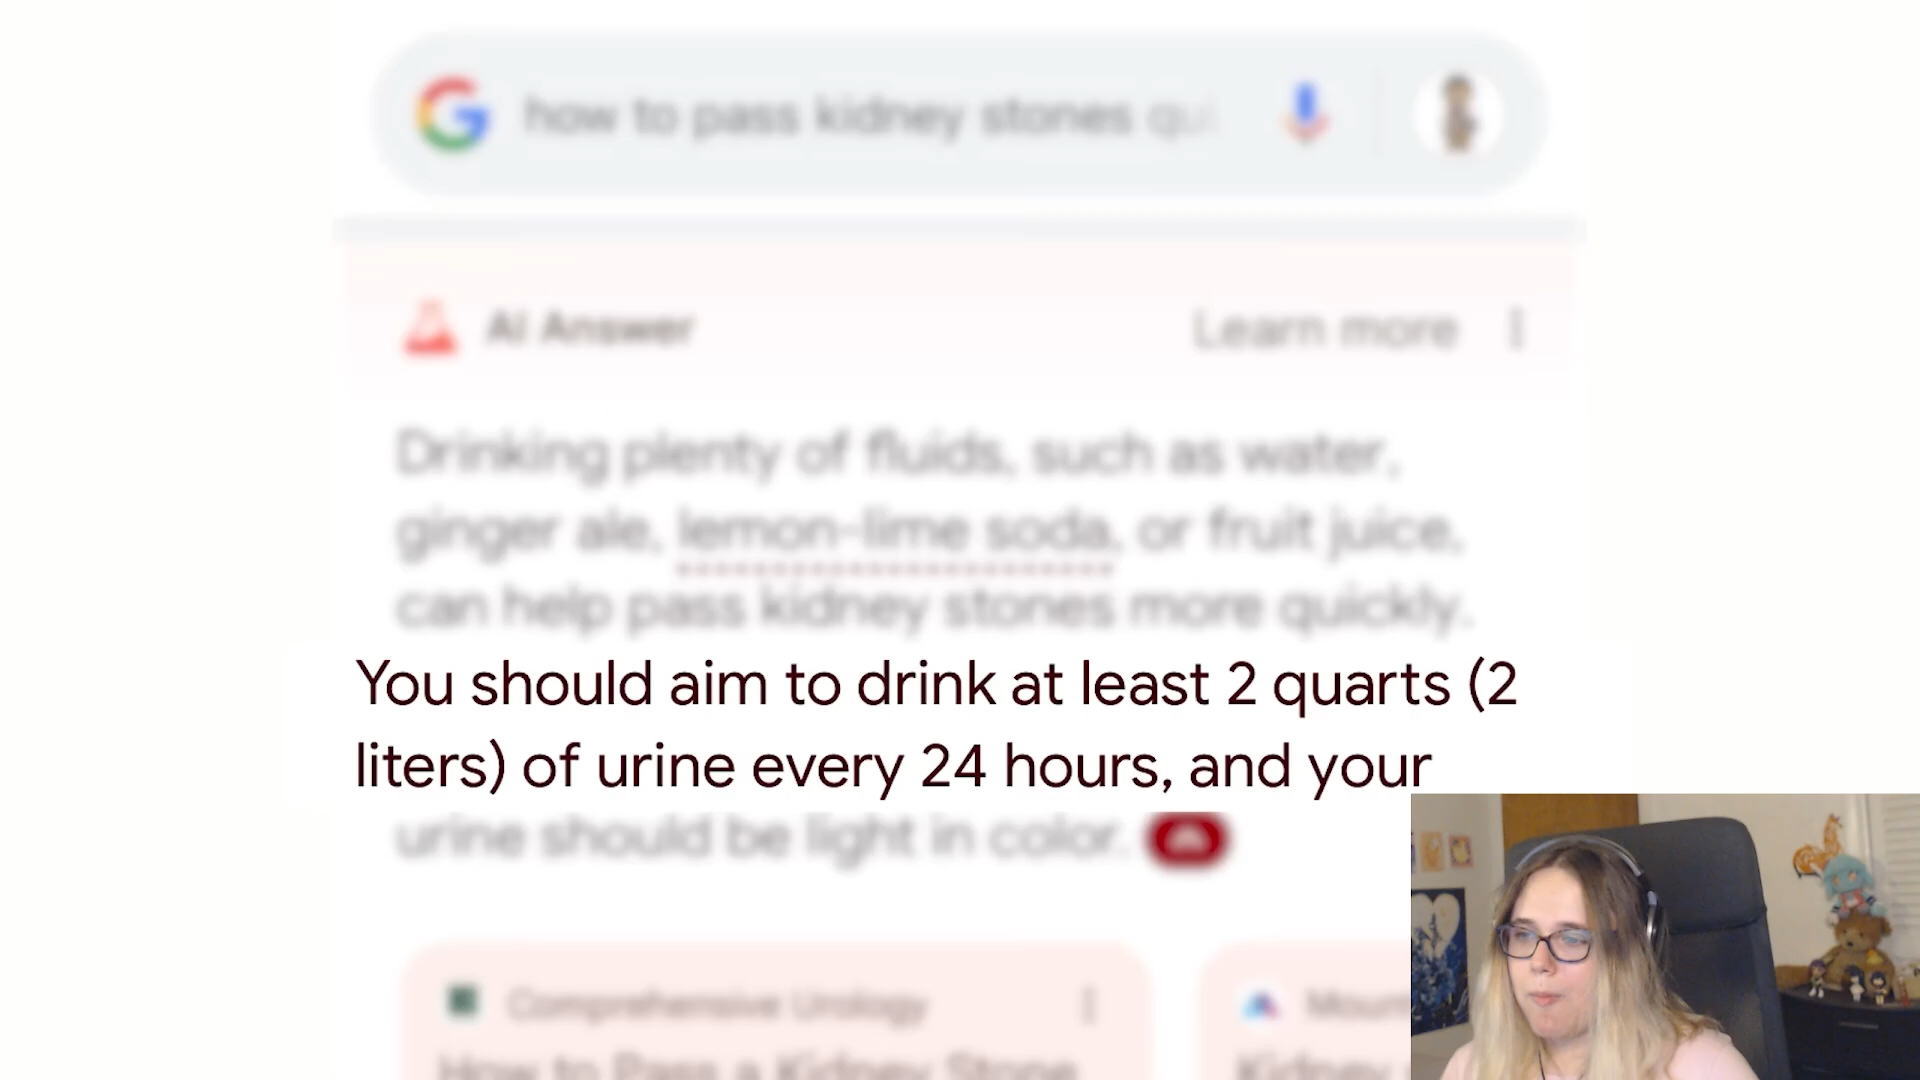 how to pass kidney stones
AI Answer
Learn more
Drinking plenty of fluids, such as water,
ginger ale, lemon-lime soda, or fruit juice,
can help pass kidney stones more quickly.
You should aim to drink at least 2 quarts (2
liters) of urine every 24 hours, and your
urine should be light in color.
Comprehensive Urology
How to Pass a Kidney Stone
Kidney